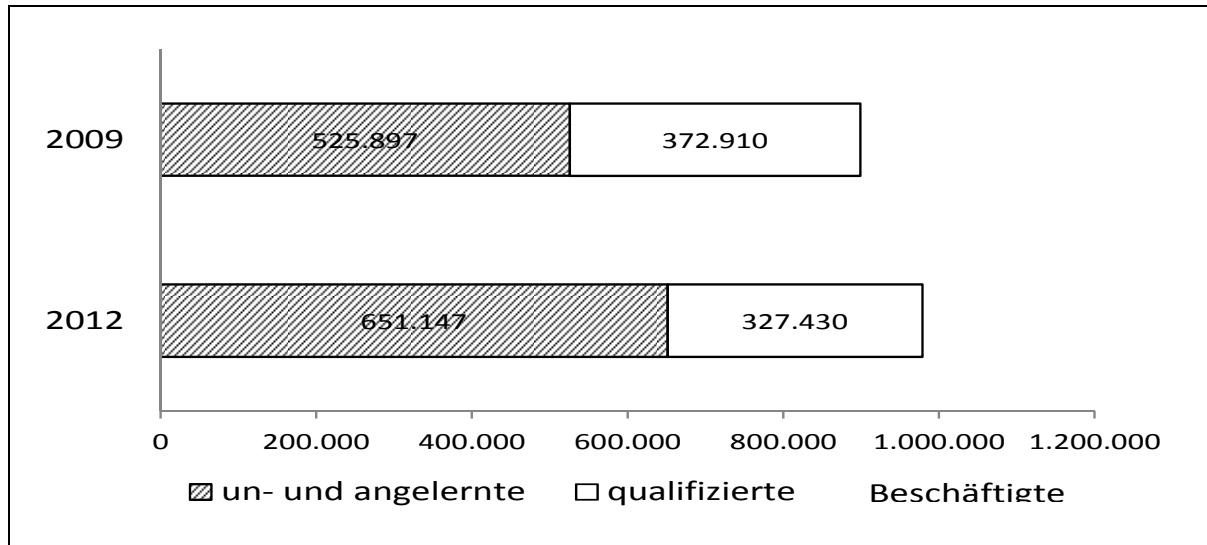 2009
525.897 372.910
2012
651.147 327.430
0 200.000 400.000 600.000 800.000 1.000.000 1.200.000
un- und angelernte qualifizierte Beschäftigte